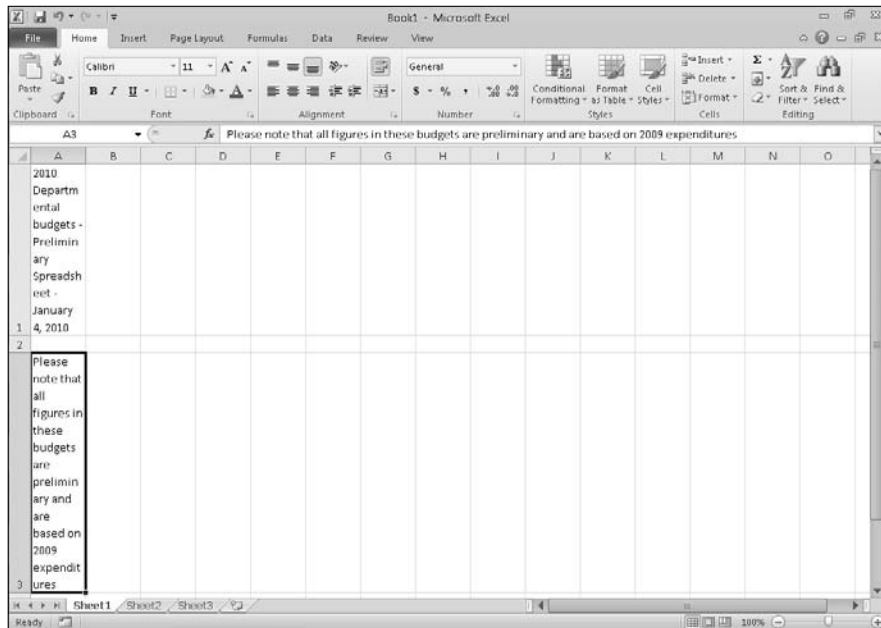 Book1 - Microsoft Excel
File Home Insert Page Layout Formulas Data Review View
Paste
Calibri 11 A A
B I U A
General
$ % ,
Conditional Formatting
Format as Table
Cell Styles
Insert
Delete
Format
Σ
Sort & Filter
Find & Select
Clipboard Font Alignment Number Styles Cells Editing
A3 fx Please note that all figures in these budgets are preliminary and are based on 2009 expenditures
A B C D E F G H I J K L M N O
2010
Departm
ental
budgets -
Prelimin
ary
Spreadsh
eet -
January
1 4, 2010
2
Please
note that
all
figures in
these
budgets
are
prelimin
ary and
are
based on
2009
expendit
3 ures
Sheet1 Sheet2 Sheet3
Ready 100%